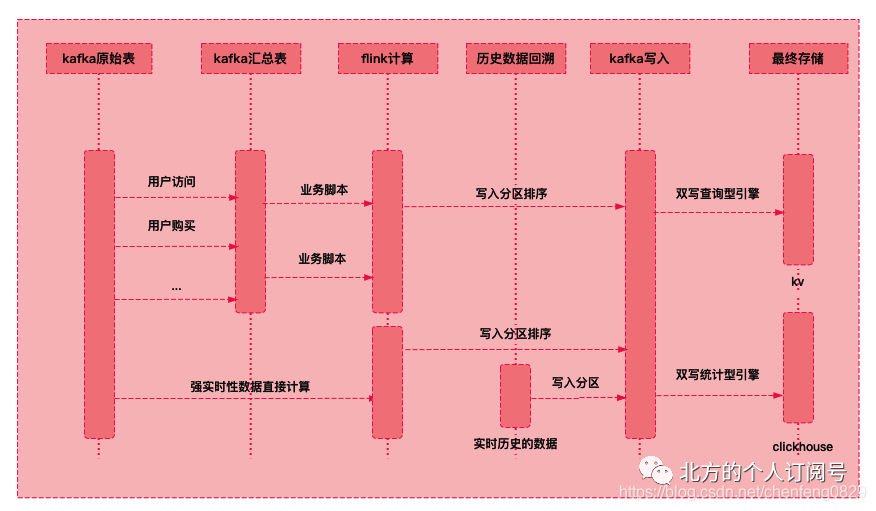 kafka原始表
kafka汇总表
flink计算
历史数据回溯
kafka写入
最终存储
用户访问
业务脚本
写入分区排序
双写查询型引擎
用户购买
业务脚本
...
kv
写入分区排序
强实时性数据直接计算
写入分区
双写统计型引擎
实时历史的数据
clickhouse
北方的个人订阅号
https://blog.csdn.net/chenfeng0829